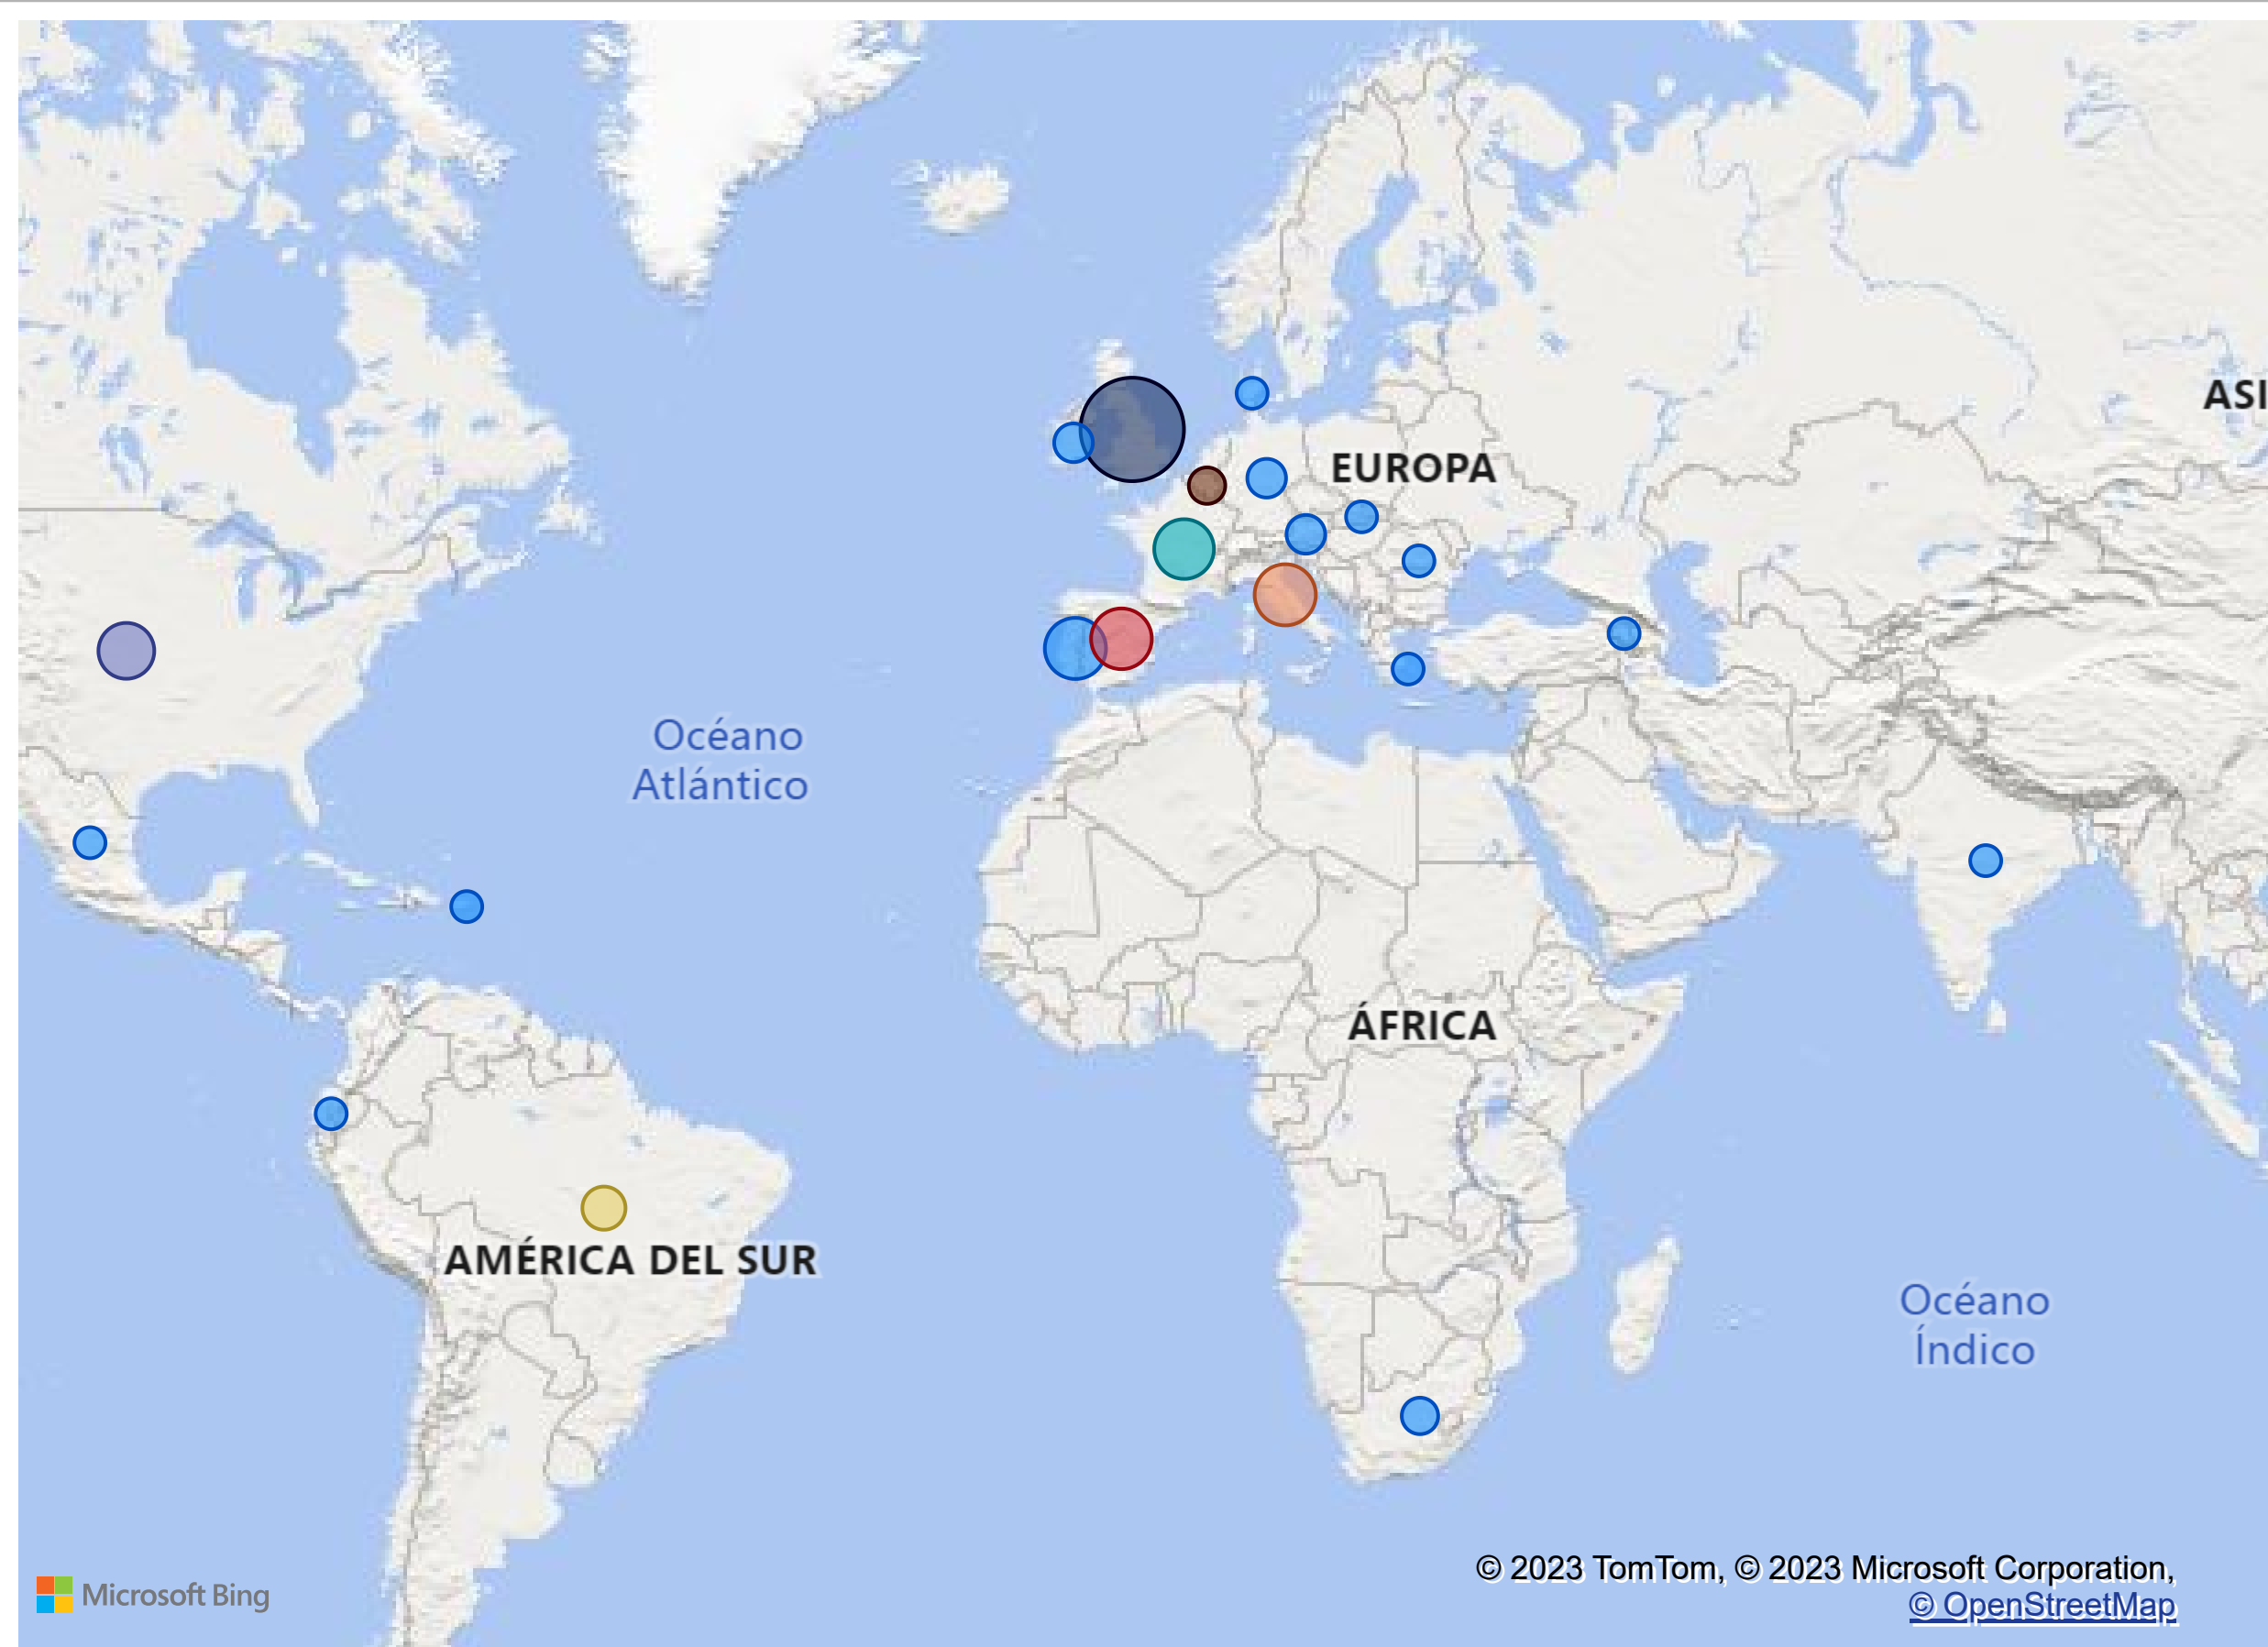 ASI
EUROPA
Océano
Atlántico
ÁFRICA
AMÉRICA DEL SUR
Océano
Índico
Microsoft Bing
© 2023 TomTom, © 2023 Microsoft Corporation,
© OpenStreetMap